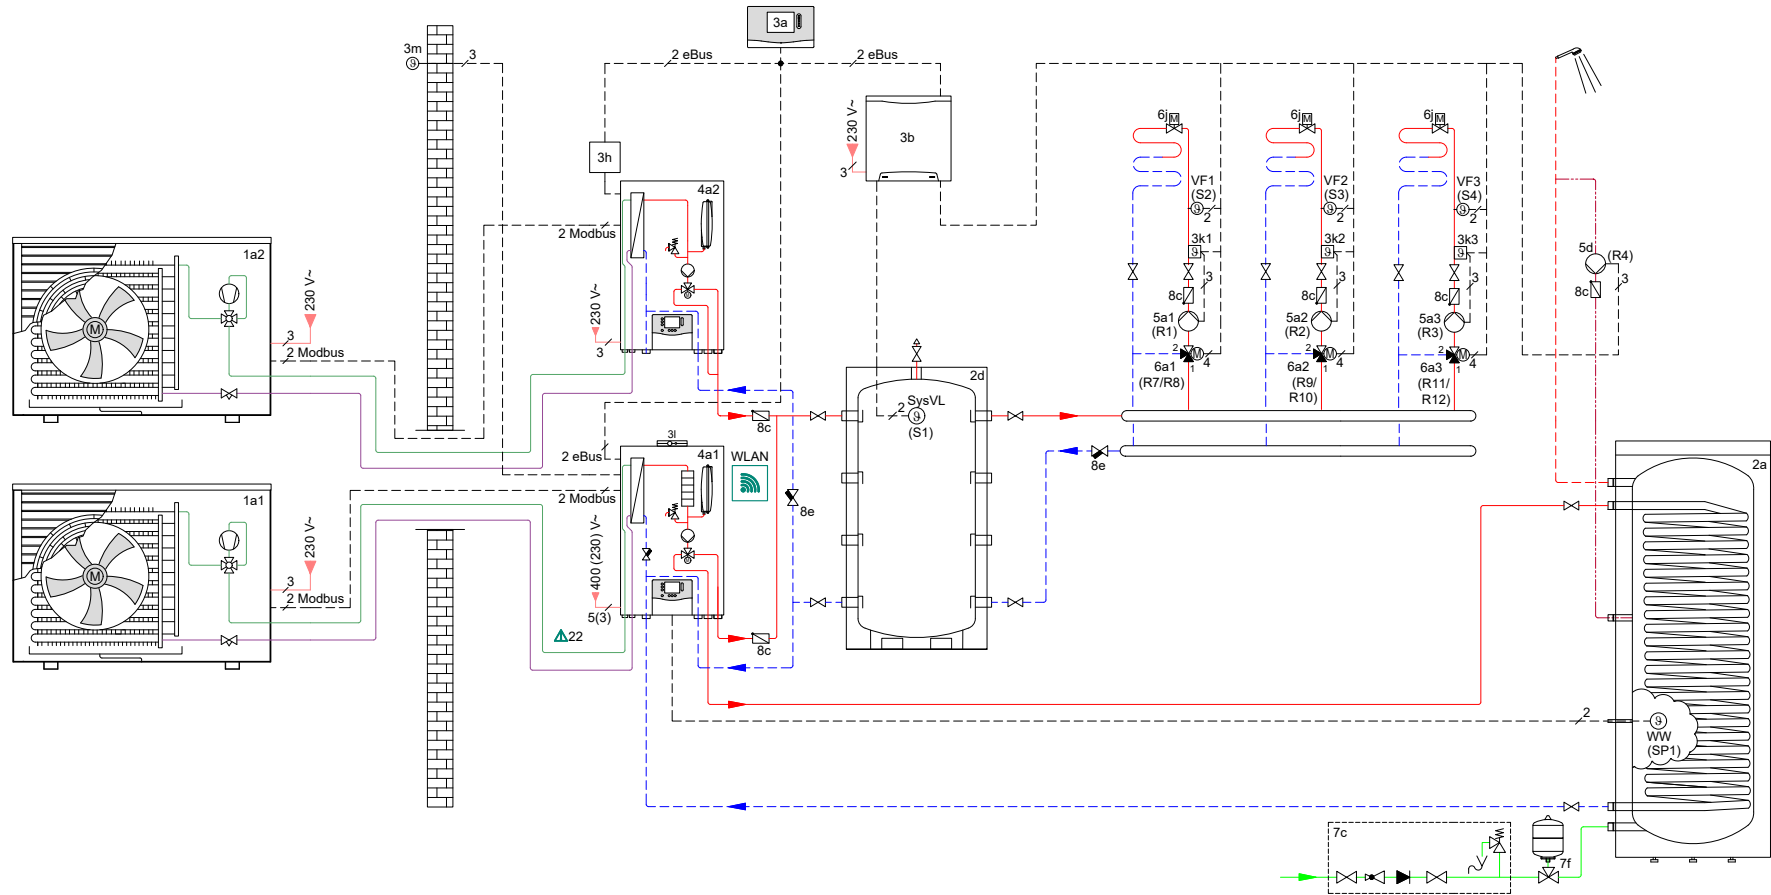 3a
3m
3
2 eBus
2 eBus
230 V~
3b
3
3h
4a2
2 Modbus
230 V~
3
1a2
230 V~
3
2 Modbus
6j
M
6j
M
6j
M
VF1
(S2)
2
VF2
(S3)
2
VF3
(S4)
2
3k1
3
3k2
3
3k3
3
8c
8c
8c
5a1
(R1)
5a2
(R2)
5a3
(R3)
2
M
4
1
2
M
4
1
2
M
4
1
6a1
(R7/R8)
6a2
(R9/
R10)
6a3
(R11/
R12)
5d
(R4)
3
8c
M
2d
SysVL
2
(S1)
8c
3l
2 eBus
4a1
WLAN
2 Modbus
8e
8e
2a
1a1
230 V~
3
2 Modbus
M
400 (230) V~
5(3)
22
8c
2
WW
(SP1)
7c
7f